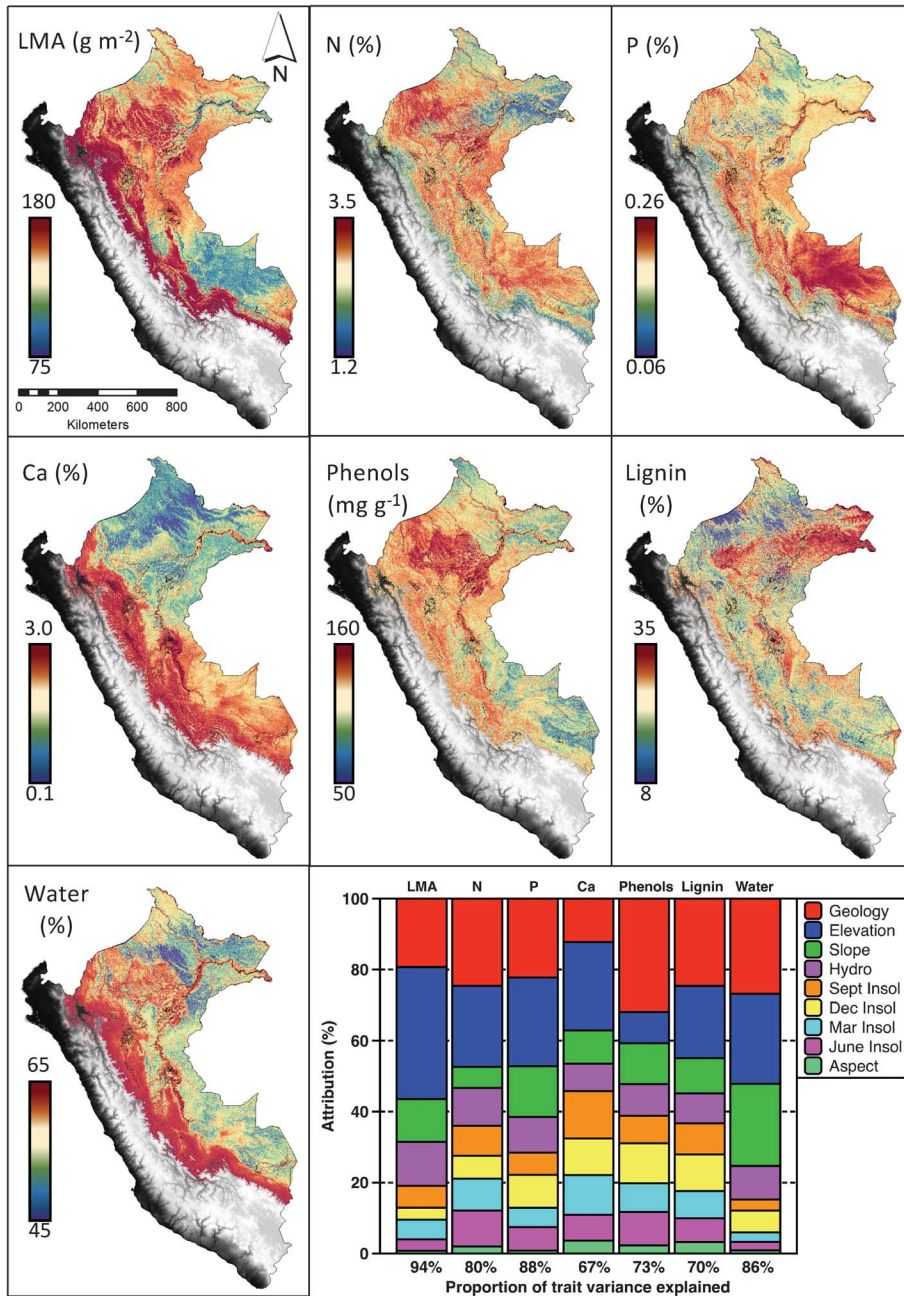 LMA (g m⁻²)
N
180
75
0 200 400 600 800
Kilometers
N (%)
3.5
1.2
P (%)
0.26
0.06
Ca (%)
3.0
0.1
Phenols
(mg g⁻¹)
160
50
Lignin
(%)
35
8
Water
(%)
65
45
LMA N P Ca Phenols Lignin Water
100
80
60
40
20
0
Attribution (%)
94% 80% 88% 67% 73% 70% 86%
Proportion of trait variance explained
Geology
Elevation
Slope
Hydro
Sept Insol
Dec Insol
Mar Insol
June Insol
Aspect